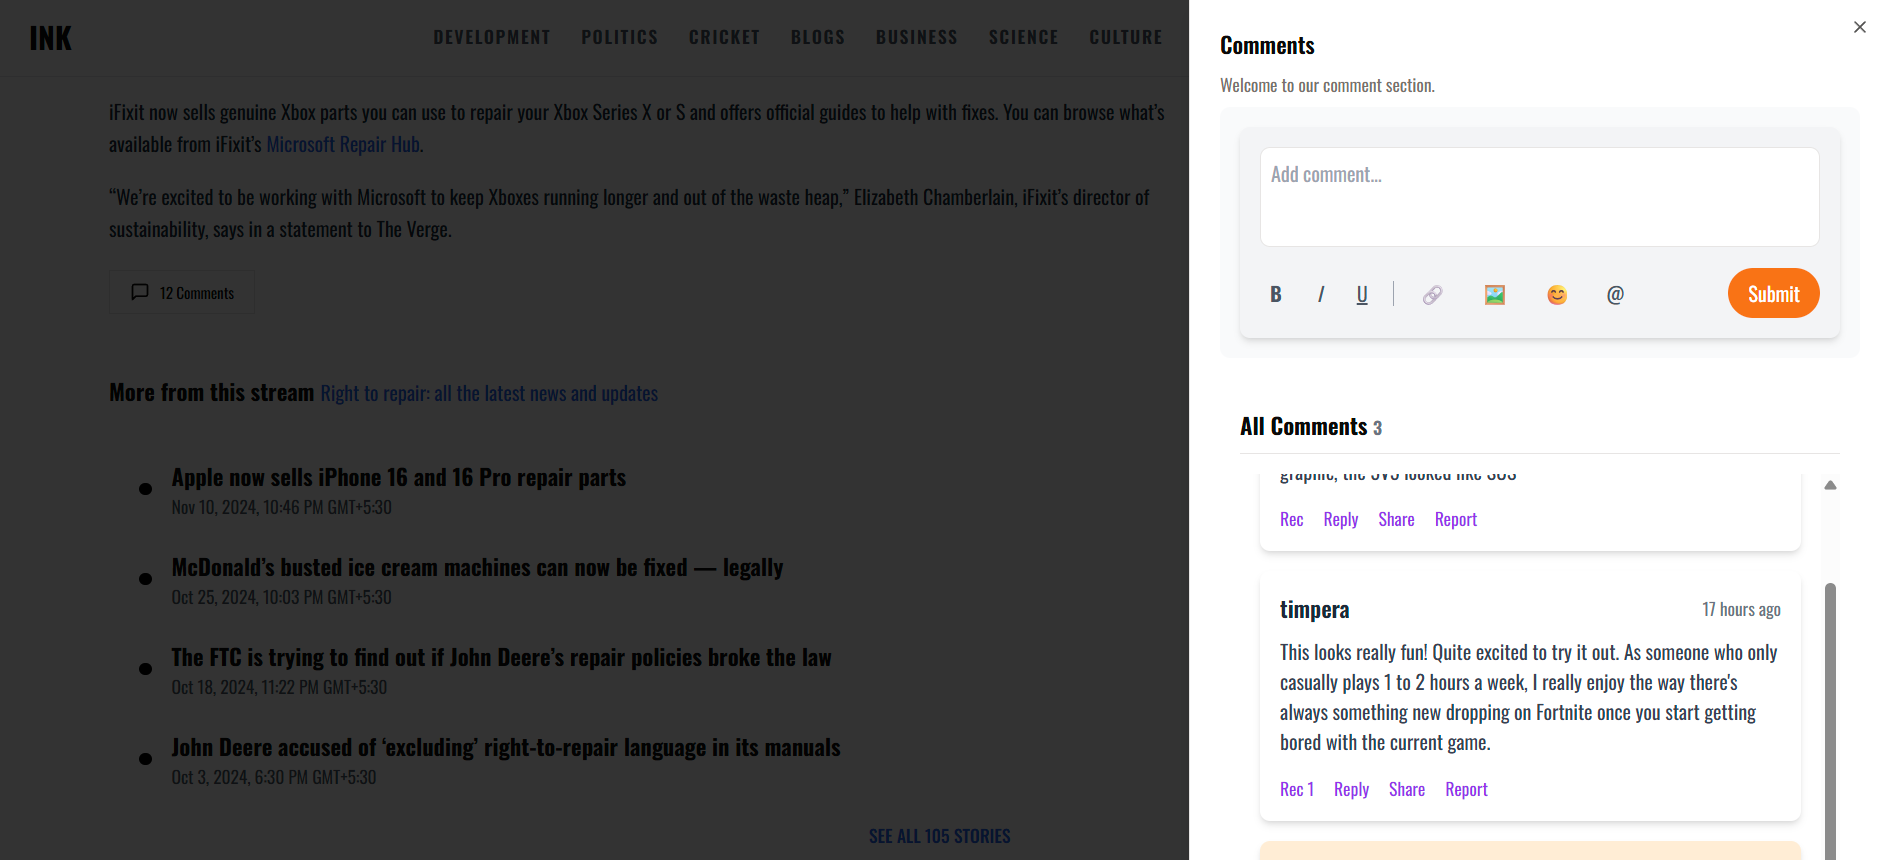 INK
DEVELOPMENT POLITICS CRICKET BLOGS BUSINESS SCIENCE CULTURE
iFixit now sells genuine Xbox parts you can use to repair your Xbox Series X or S and offers official guides to help with fixes. You can browse what’s
available from iFixit’s Microsoft Repair Hub.
“We’re excited to be working with Microsoft to keep Xboxes running longer and out of the waste heap,” Elizabeth Chamberlain, iFixit’s director of
sustainability, says in a statement to The Verge.
12 Comments
More from this stream Right to repair: all the latest news and updates
Apple now sells iPhone 16 and 16 Pro repair parts
Nov 10, 2024, 10:46 PM GMT+5:30
McDonald’s busted ice cream machines can now be fixed — legally
Oct 25, 2024, 10:03 PM GMT+5:30
The FTC is trying to find out if John Deere’s repair policies broke the law
Oct 18, 2024, 11:22 PM GMT+5:30
John Deere accused of ‘excluding’ right-to-repair language in its manuals
Oct 3, 2024, 6:30 PM GMT+5:30
SEE ALL 105 STORIES
Comments
Welcome to our comment section.
Add comment...
B I U @
Submit
All Comments 3
graphic, the 5v5 looked like SOS
Rec Reply Share Report
timpera 17 hours ago
This looks really fun! Quite excited to try it out. As someone who only
casually plays 1 to 2 hours a week, I really enjoy the way there's
always something new dropping on Fortnite once you start getting
bored with the current game.
Rec 1 Reply Share Report